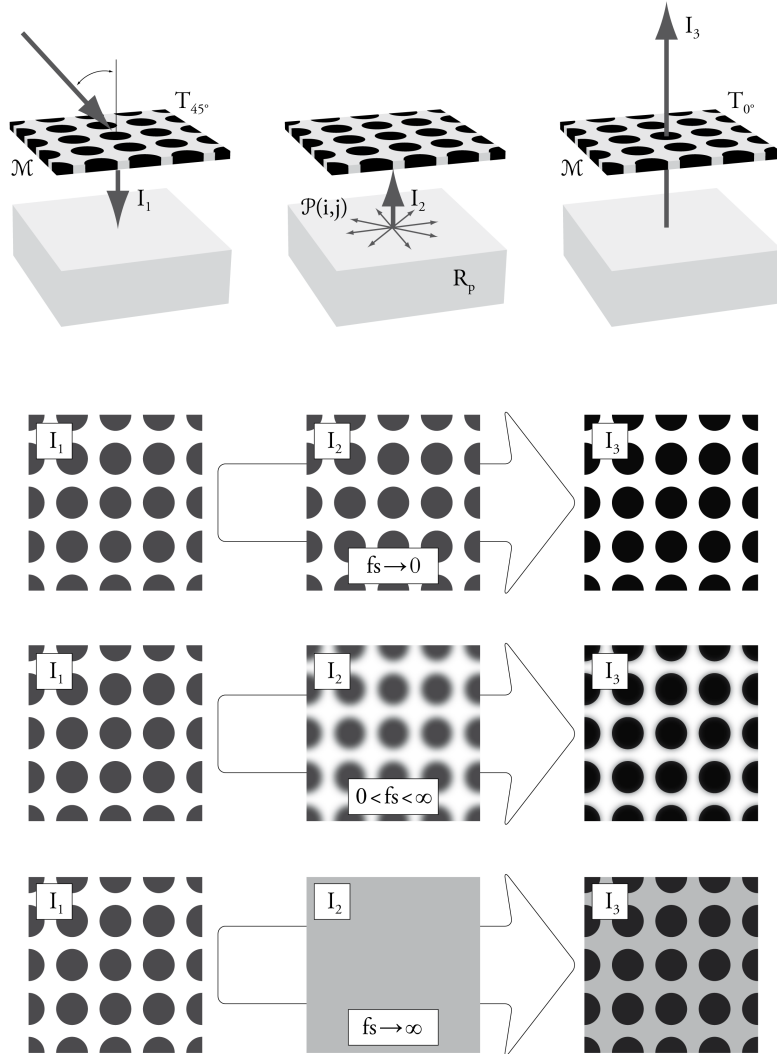 I₃
T₄₅° T₀°
ℳ ℳ
I₁ 𝒫(i,j) I₂
Rₚ
I₁ I₂ I₃
fs→0
I₁ I₂ I₃
0<fs<∞
I₁ I₂ I₃
fs→∞